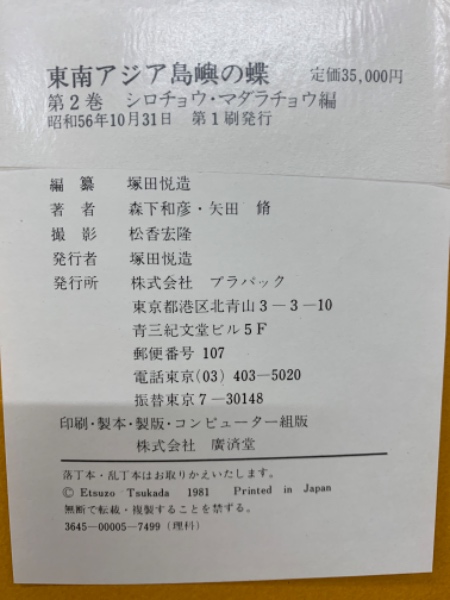 東南アジア島嶼の蝶　定価35,000円
第2巻　シロチョウ・マダラチョウ編
昭和56年10月31日　第1刷発行
編　纂　塚田悦造
著　者　森下和彦・矢田　脩
撮　影　松香宏隆
発行者　塚田悦造
発行所　株式会社　プラパック
東京都港区北青山3－3－10
青三紀文堂ビル5F
郵便番号 107
電話東京(03) 403―5020
振替東京7－30148
印刷・製本・製版・コンピューター組版
株式会社　廣済堂
落丁本・乱丁本はお取りかえいたします。
© Etsuzo Tsukada 1981 Printed in Japan
無断で転載・複製することを禁ずる。
3645―00005―7499（理科）